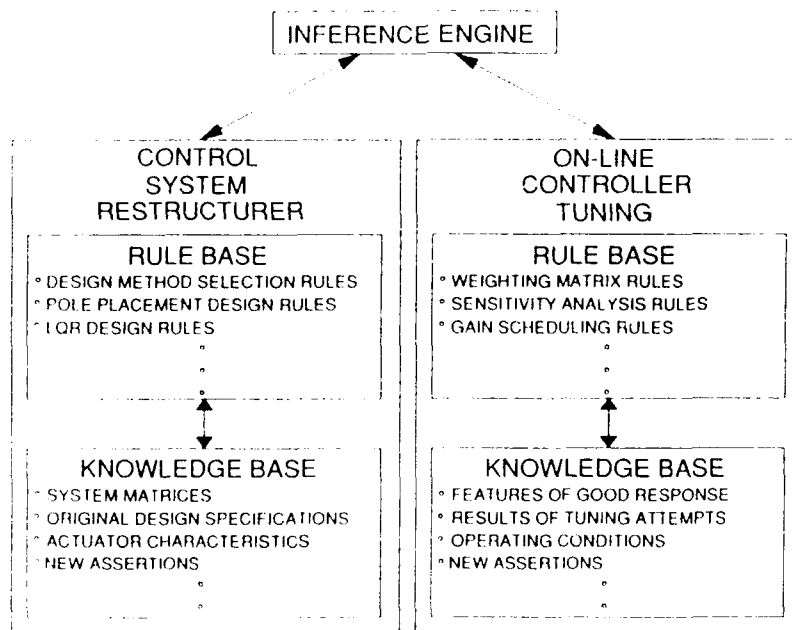 INFERENCE ENGINE
CONTROL
SYSTEM
RESTRUCTURER
RULE BASE
° DESIGN METHOD SELECTION RULES
° POLE PLACEMENT DESIGN RULES
° LQR DESIGN RULES
KNOWLEDGE BASE
° SYSTEM MATRICES
° ORIGINAL DESIGN SPECIFICATIONS
° ACTUATOR CHARACTERISTICS
° NEW ASSERTIONS
ON-LINE
CONTROLLER
TUNING
RULE BASE
° WEIGHTING MATRIX RULES
° SENSITIVITY ANALYSIS RULES
° GAIN SCHEDULING RULES
KNOWLEDGE BASE
° FEATURES OF GOOD RESPONSE
° RESULTS OF TUNING ATTEMPTS
° OPERATING CONDITIONS
° NEW ASSERTIONS